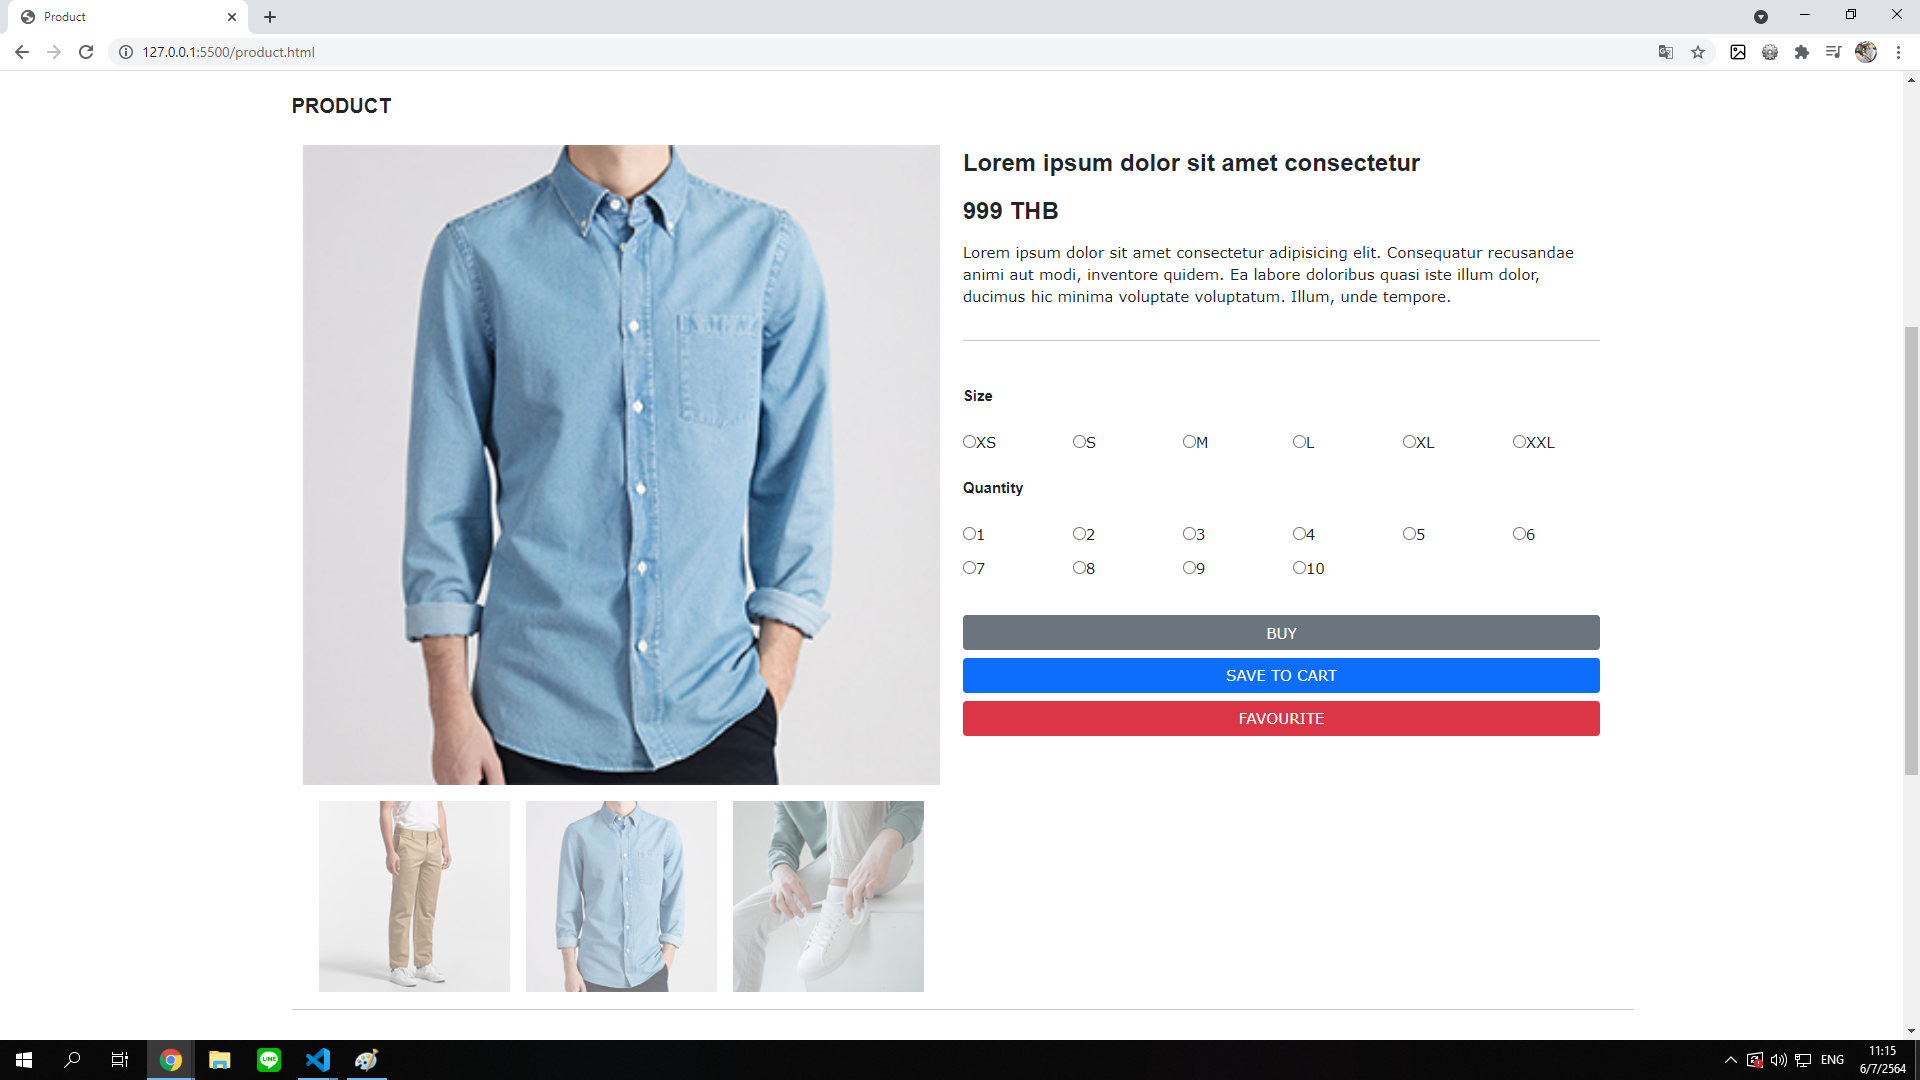 Product
127.0.0.1:5500/product.html
PRODUCT
Lorem ipsum dolor sit amet consectetur
999 THB
Lorem ipsum dolor sit amet consectetur adipisicing elit. Consequatur recusandae
animi aut modi, inventore quidem. Ea labore doloribus quasi iste illum dolor,
ducimus hic minima voluptate voluptatum. Illum, unde tempore.
Size
XS S M L XL XXL
Quantity
1 2 3 4 5 6
7 8 9 10
BUY
SAVE TO CART
FAVOURITE
LINE
ENG
11:15
6/7/2564